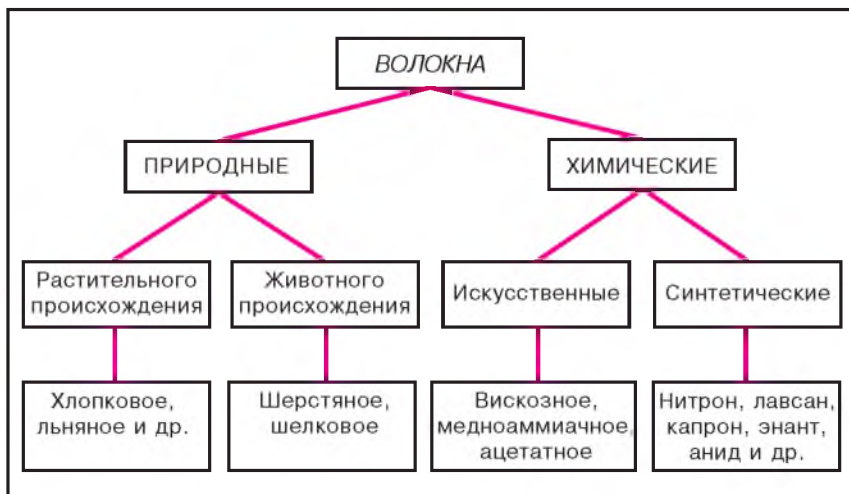 ВОЛОКНА
ПРИРОДНЫЕ
ХИМИЧЕСКИЕ
Растительного
происхождения
Животного
происхождения
Искусственные
Синтетические
Хлопковое,
льняное и др.
Шерстяное,
шелковое
Вискозное,
медноаммиачное,
ацетатное
Нитрон, лавсан,
капрон, энант,
анид и др.